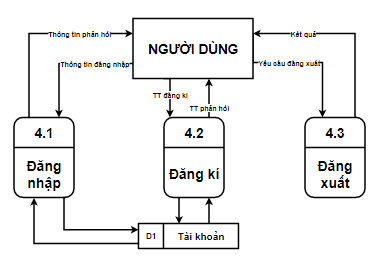 Thông tin phản hồi
NGƯỜI DÙNG
Kết quả
Thông tin đăng nhập
Yêu cầu đăng xuất
TT đăng kí
TT phản hồi
4.1
4.2
4.3
Đăng
nhập
Đăng kí
Đăng
xuất
D1
Tài khoản